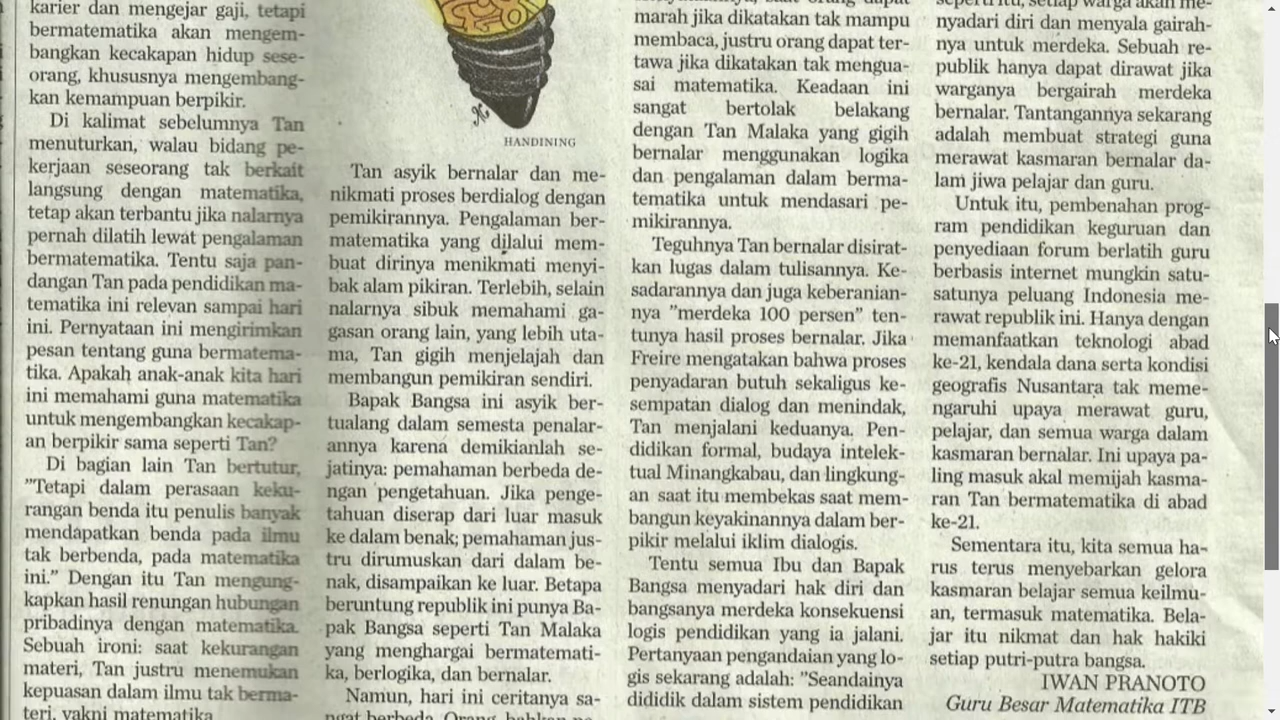 karier dan mengejar gaji, tetapi
bermatematika akan mengem-
bangkan kecakapan hidup sese-
orang, khususnya mengembang-
kan kemampuan berpikir.
Di kalimat sebelumnya Tan
menuturkan, walau bidang pe-
kerjaan seseorang tak berkait
langsung dengan matematika,
tetap akan terbantu jika nalarnya
pernah dilatih lewat pengalaman
bermatematika. Tentu saja pan-
dangan Tan pada pendidikan ma-
tematika ini relevan sampai hari
ini. Pernyataan ini mengirimkan
pesan tentang guna bermatema-
tika. Apakah anak-anak kita hari
ini memahami guna matematika
untuk mengembangkan kecakap-
an berpikir sama seperti Tan?
Di bagian lain Tan bertutur,
"Tetapi dalam perasaan keku-
rangan benda itu penulis banyak
mendapatkan benda pada ilmu
tak berbenda, pada matematika
ini." Dengan itu Tan mengung-
kapkan hasil renungan hubungan
pribadinya dengan matematika.
Sebuah ironi: saat kekurangan
materi, Tan justru menemukan
kepuasan dalam ilmu tak berma-
teri, yakni matematika
HANDINING
Tan asyik bernalar dan me-
nikmati proses berdialog dengan
pemikirannya. Pengalaman ber-
matematika yang dilalui mem-
buat dirinya menikmati menyi-
bak alam pikiran. Terlebih, selain
nalarnya sibuk memahami ga-
gasan orang lain, yang lebih uta-
ma, Tan gigih menjelajah dan
membangun pemikiran sendiri.
Bapak Bangsa ini asyik ber-
tualang dalam semesta penalar-
annya karena demikianlah se-
jatinya: pemahaman berbeda de-
ngan pengetahuan. Jika penge-
tahuan diserap dari luar masuk
ke dalam benak; pemahaman jus-
tru dirumuskan dari dalam be-
nak, disampaikan ke luar. Betapa
beruntung republik ini punya Ba-
pak Bangsa seperti Tan Malaka
yang menghargai bermatemati-
ka, berlogika, dan bernalar.
Namun, hari ini ceritanya sa-
ngat berbeda. Orang
marah jika dikatakan tak mampu
membaca, justru orang dapat ter-
tawa jika dikatakan tak mengua-
sai matematika. Keadaan ini
sangat bertolak belakang
dengan Tan Malaka yang gigih
bernalar menggunakan logika
dan pengalaman dalam berma-
tematika untuk mendasari pe-
mikirannya.
Teguhnya Tan bernalar disirat-
kan lugas dalam tulisannya. Ke-
sadarannya dan juga keberanian-
nya "merdeka 100 persen" ten-
tunya hasil proses bernalar. Jika
Freire mengatakan bahwa proses
penyadaran butuh sekaligus ke-
sempatan dialog dan menindak,
Tan menjalani keduanya. Pen-
didikan formal, budaya intelek-
tual Minangkabau, dan lingkung-
an saat itu membekas saat mem-
bangun keyakinannya dalam ber-
pikir melalui iklim dialogis.
Tentu semua Ibu dan Bapak
Bangsa menyadari hak diri dan
bangsanya merdeka konsekuensi
logis pendidikan yang ia jalani.
Pertanyaan pengandaian yang lo-
gis sekarang adalah: "Seandainya
dididik dalam sistem pendidikan
seperti itu, setiap warga akan me-
nyadari diri dan menyala gairah-
nya untuk merdeka. Sebuah re-
publik hanya dapat dirawat jika
warganya bergairah merdeka
bernalar. Tantangannya sekarang
adalah membuat strategi guna
merawat kasmaran bernalar da-
lam jiwa pelajar dan guru.
Untuk itu, pembenahan prog-
ram pendidikan keguruan dan
penyediaan forum berlatih guru
berbasis internet mungkin satu-
satunya peluang Indonesia me-
rawat republik ini. Hanya dengan
memanfaatkan teknologi abad
ke-21, kendala dana serta kondisi
geografis Nusantara tak meme-
ngaruhi upaya merawat guru,
pelajar, dan semua warga dalam
kasmaran bernalar. Ini upaya pa-
ling masuk akal memijah kasma-
ran Tan bermatematika di abad
ke-21.
Sementara itu, kita semua ha-
rus terus menyebarkan gelora
kasmaran belajar semua keilmu-
an, termasuk matematika. Bela-
jar itu nikmat dan hak hakiki
setiap putri-putra bangsa.
IWAN PRANOTO
Guru Besar Matematika ITB